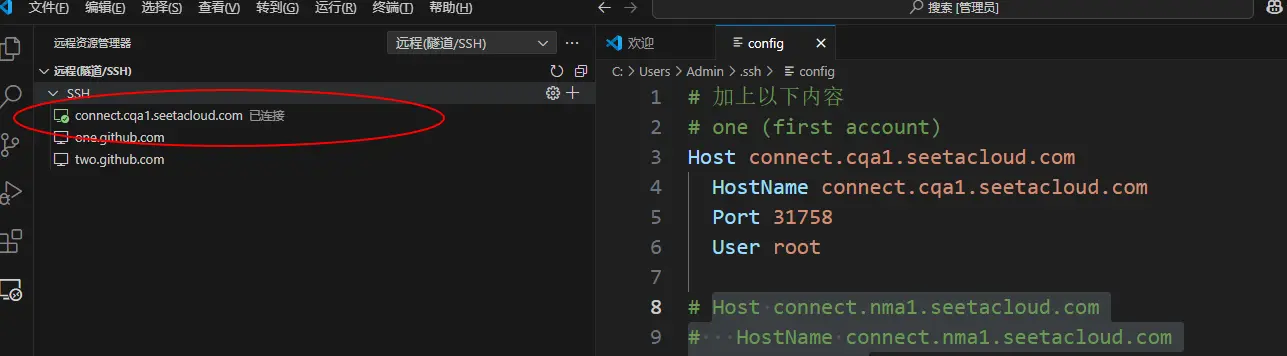 文件(F) 编辑(E) 选择(S) 查看(V) 转到(G) 运行(R) 终端(T) 帮助(H)
搜索 [管理员]
远程资源管理器
远程(隧道/SSH)
远程(隧道/SSH)
SSH
connect.cqa1.seetacloud.com 已连接
one.github.com
two.github.com
欢迎
config
C: > Users > Admin > .ssh > config
1 # 加上以下内容
2 # one (first account)
3 Host connect.cqa1.seetacloud.com
4 HostName connect.cqa1.seetacloud.com
5 Port 31758
6 User root
7
8 # Host connect.nma1.seetacloud.com
9 # HostName connect.nma1.seetacloud.com